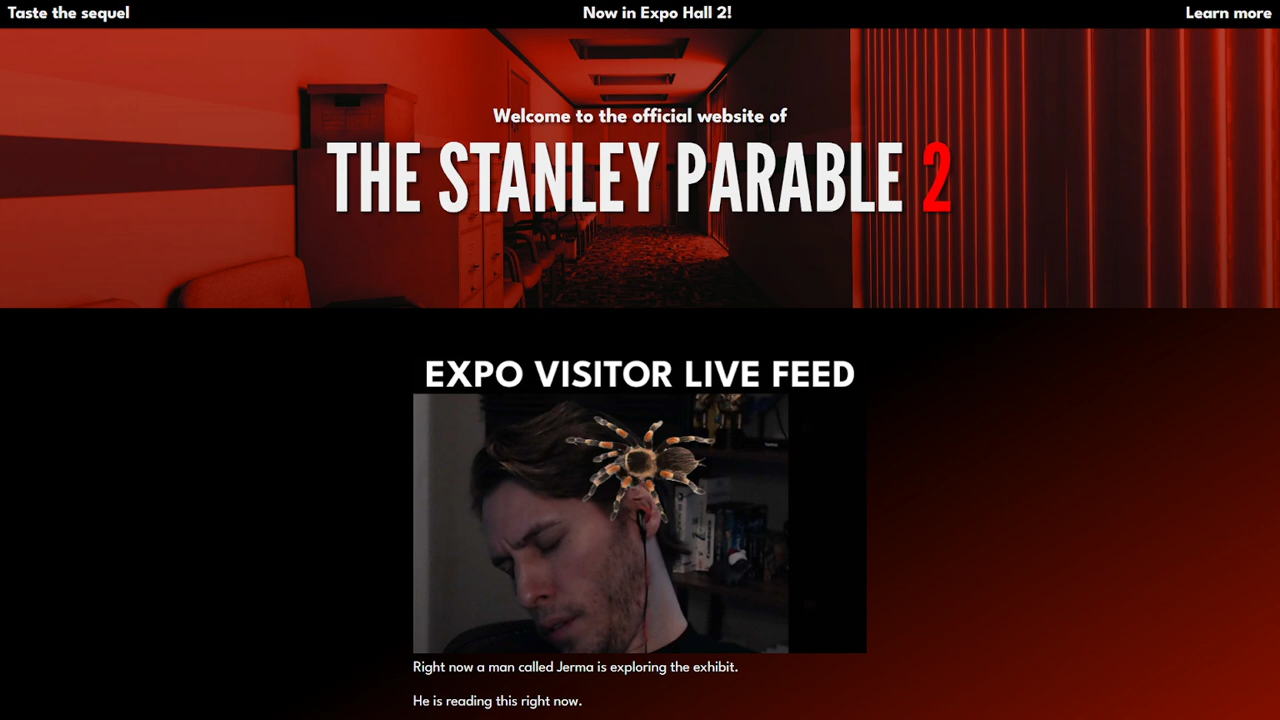 Taste the sequel
Now in Expo Hall 2!
Learn more
Welcome to the official website of
THE STANLEY PARABLE 2
EXPO VISITOR LIVE FEED
Right now a man called Jerma is exploring the exhibit.
He is reading this right now.